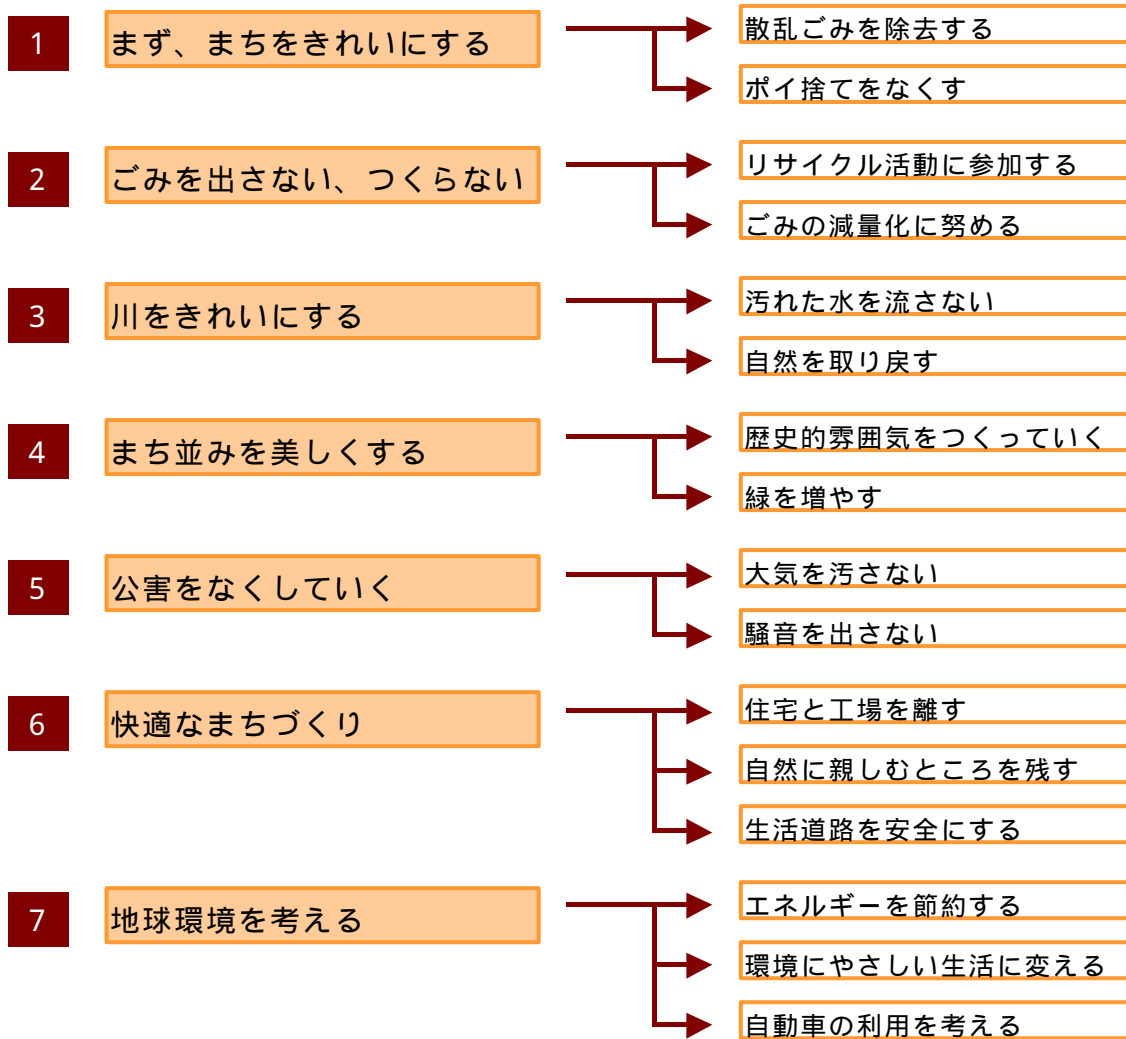 1 まず、まちをきれいにする
散乱ごみを除去する
ポイ捨てをなくす
2 ごみを出さない、つくらない
リサイクル活動に参加する
ごみの減量化に努める
3 川をきれいにする
汚れた水を流さない
自然を取り戻す
4 まち並みを美しくする
歴史的雰囲気をつくっていく
緑を増やす
5 公害をなくしていく
大気を汚さない
騒音を出さない
6 快適なまちづくり
住宅と工場を離す
自然に親しむところを残す
生活道路を安全にする
7 地球環境を考える
エネルギーを節約する
環境にやさしい生活に変える
自動車の利用を考える